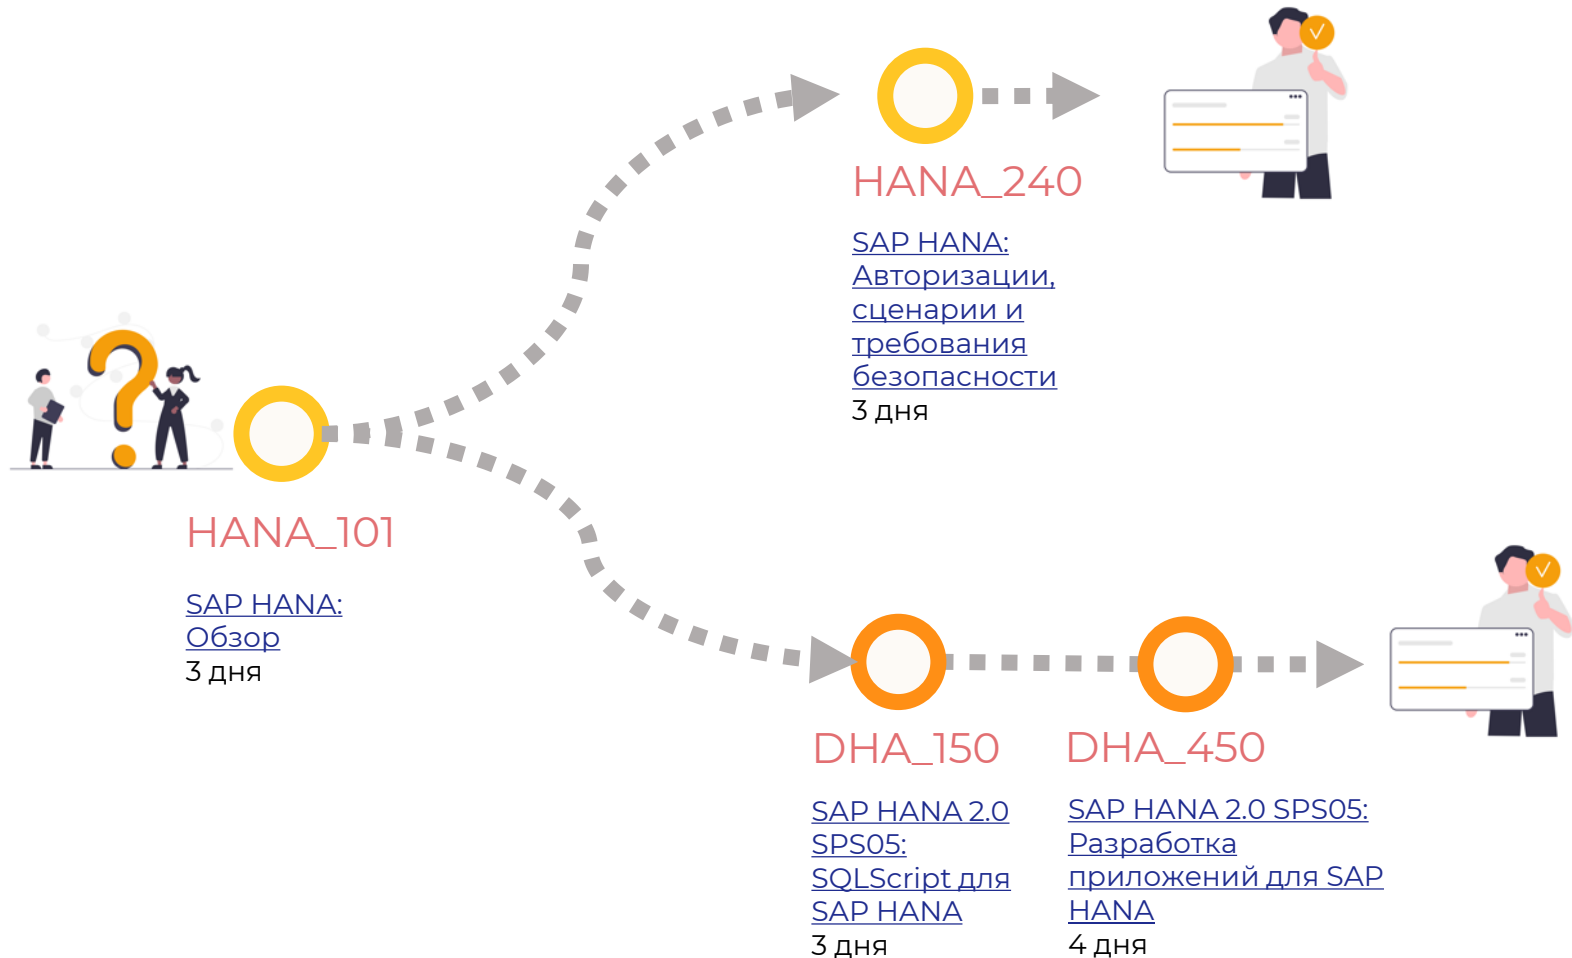 HANA_240
SAP HANA:
Авторизации,
сценарии и
требования
безопасности
3 дня
HANA_101
SAP HANA:
Обзор
3 дня
DHA_150
SAP HANA 2.0
SPS05:
SQLScript для
SAP HANA
3 дня
DHA_450
SAP HANA 2.0 SPS05:
Разработка
приложений для SAP
HANA
4 дня